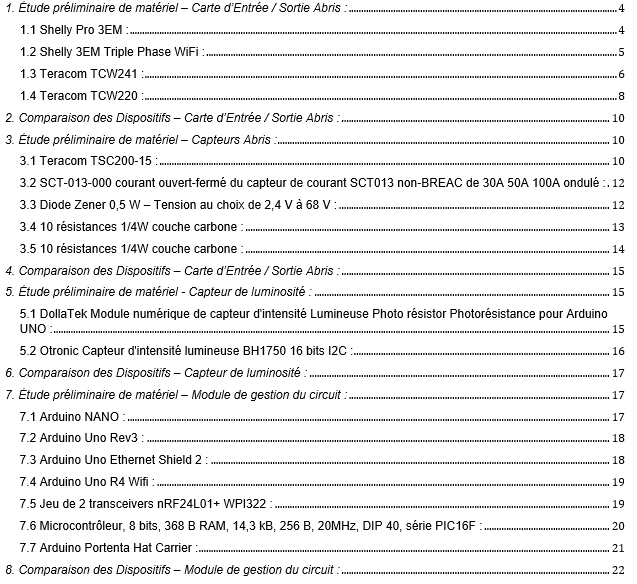 1. Étude préliminaire de matériel – Carte d'Entrée / Sortie Abris : 4
1.1 Shelly Pro 3EM : 4
1.2 Shelly 3EM Triple Phase WiFi : 5
1.3 Teracom TCW241 : 6
1.4 Teracom TCW220 : 8
2. Comparaison des Dispositifs – Carte d'Entrée / Sortie Abris : 10
3. Étude préliminaire de matériel – Capteurs Abris : 10
3.1 Teracom TSC200-15 : 10
3.2 SCT-013-000 courant ouvert-fermé du capteur de courant SCT013 non-BREAC de 30A 50A 100A ondulé : 12
3.3 Diode Zener 0,5 W – Tension au choix de 2,4 V à 68 V : 12
3.4 10 résistances 1/4W couche carbone : 13
3.5 10 résistances 1/4W couche carbone : 14
4. Comparaison des Dispositifs – Carte d'Entrée / Sortie Abris : 15
5. Étude préliminaire de matériel - Capteur de luminosité : 15
5.1 DollaTek Module numérique de capteur d'intensité Lumineuse Photo résistor Photorésistance pour Arduino
UNO : 15
5.2 Otronic Capteur d'intensité lumineuse BH1750 16 bits I2C : 16
6. Comparaison des Dispositifs – Capteur de luminosité : 17
7. Étude préliminaire de matériel – Module de gestion du circuit : 17
7.1 Arduino NANO : 17
7.2 Arduino Uno Rev3 : 18
7.3 Arduino Uno Ethernet Shield 2 : 18
7.4 Arduino Uno R4 Wifi : 19
7.5 Jeu de 2 transceivers nRF24L01+ WPI322 : 19
7.6 Microcontrôleur, 8 bits, 368 B RAM, 14,3 kB, 256 B, 20MHz, DIP 40, série PIC16F : 20
7.7 Arduino Portenta Hat Carrier : 21
8. Comparaison des Dispositifs – Module de gestion du circuit : 22